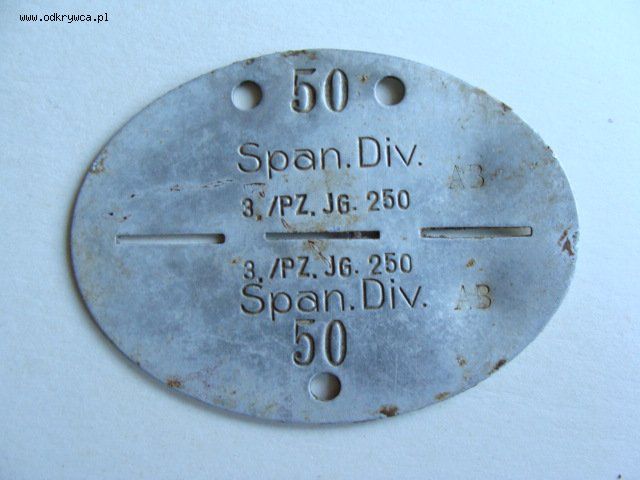 www.odkrywca.pl
50
Span.Div.
AB
3./PZ.JG. 250
3./PZ.JG. 250
Span.Div. AB
50